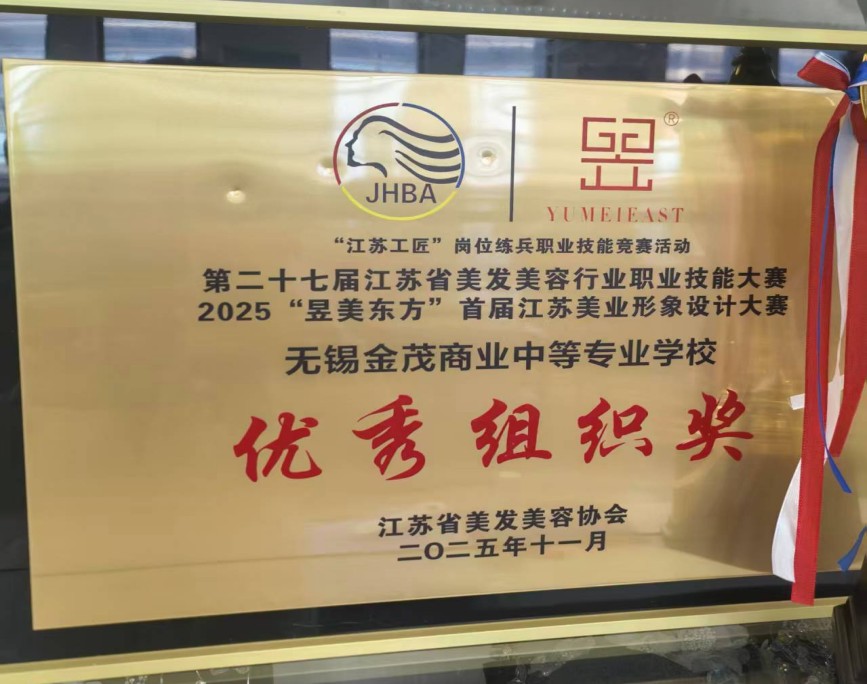 JHBA
YUMEIEAST
®
“江苏工匠”岗位练兵职业技能竞赛活动
第二十七届江苏省美发美容行业职业技能大赛
2025“昱美东方”首届江苏美业形象设计大赛
无锡金茂商业中等专业学校
优秀组织奖
江苏省美发美容协会
二〇二五年十一月